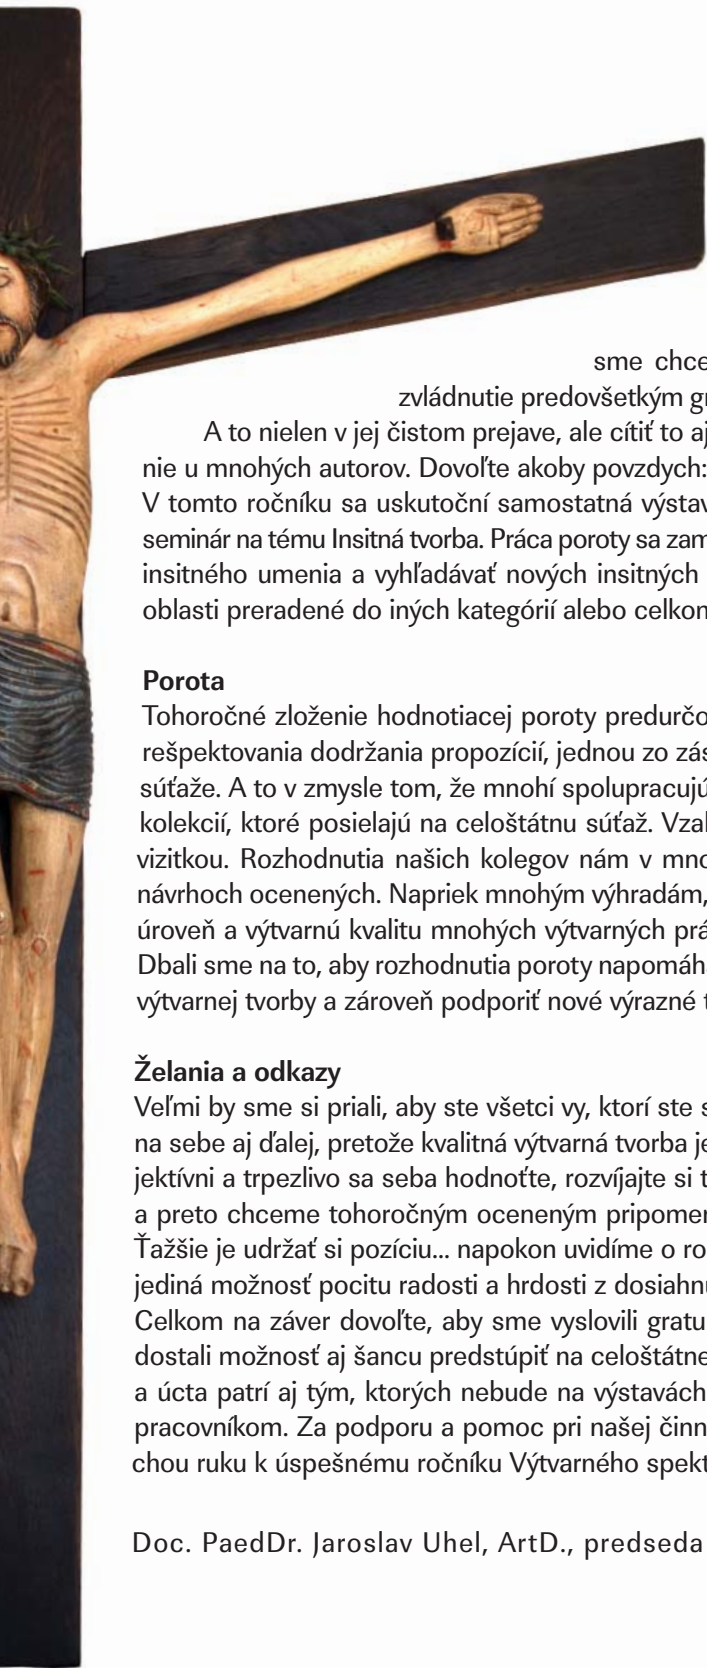 sme chce
zvládnutie predovšetkým gr
A to nielen v jej čistom prejave, ale cítiť to aj
nie u mnohých autorov. Dovoľte akoby povzdych:
V tomto ročníku sa uskutoční samostatná výstav
seminár na tému Insitná tvorba. Práca poroty sa zam
insitného umenia a vyhľadávať nových insitných
oblasti preradené do iných kategórií alebo celkom
Porota
Tohoročné zloženie hodnotiacej poroty predurčo
rešpektovania dodržania propozícií, jednou zo zás
súťaže. A to v zmysle tom, že mnohí spolupracujú
kolekcií, ktoré posielajú na celoštátnu súťaž. Vzal
vizitkou. Rozhodnutia našich kolegov nám v mno
návrhoch ocenených. Napriek mnohým výhradám,
úroveň a výtvarnú kvalitu mnohých výtvarných prá
Dbali sme na to, aby rozhodnutia poroty napomáha
výtvarnej tvorby a zároveň podporiť nové výrazné t
Želania a odkazy
Veľmi by sme si priali, aby ste všetci vy, ktorí ste s
na sebe aj ďalej, pretože kvalitná výtvarná tvorba je
jektívni a trpezlivo sa seba hodnoťte, rozvíjajte si t
a preto chceme tohoročným oceneným pripomen
Ťažšie je udržať si pozíciu... napokon uvidíme o ro
jediná možnosť pocitu radosti a hrdosti z dosiahnu
Celkom na záver dovoľte, aby sme vyslovili gratu
dostali možnosť aj šancu predstúpiť na celoštátne
a úcta patrí aj tým, ktorých nebude na výstavách
pracovníkom. Za podporu a pomoc pri našej činn
chou ruku k úspešnému ročníku Výtvarného spekt
Doc. PaedDr. Jaroslav Uhel, ArtD., predseda